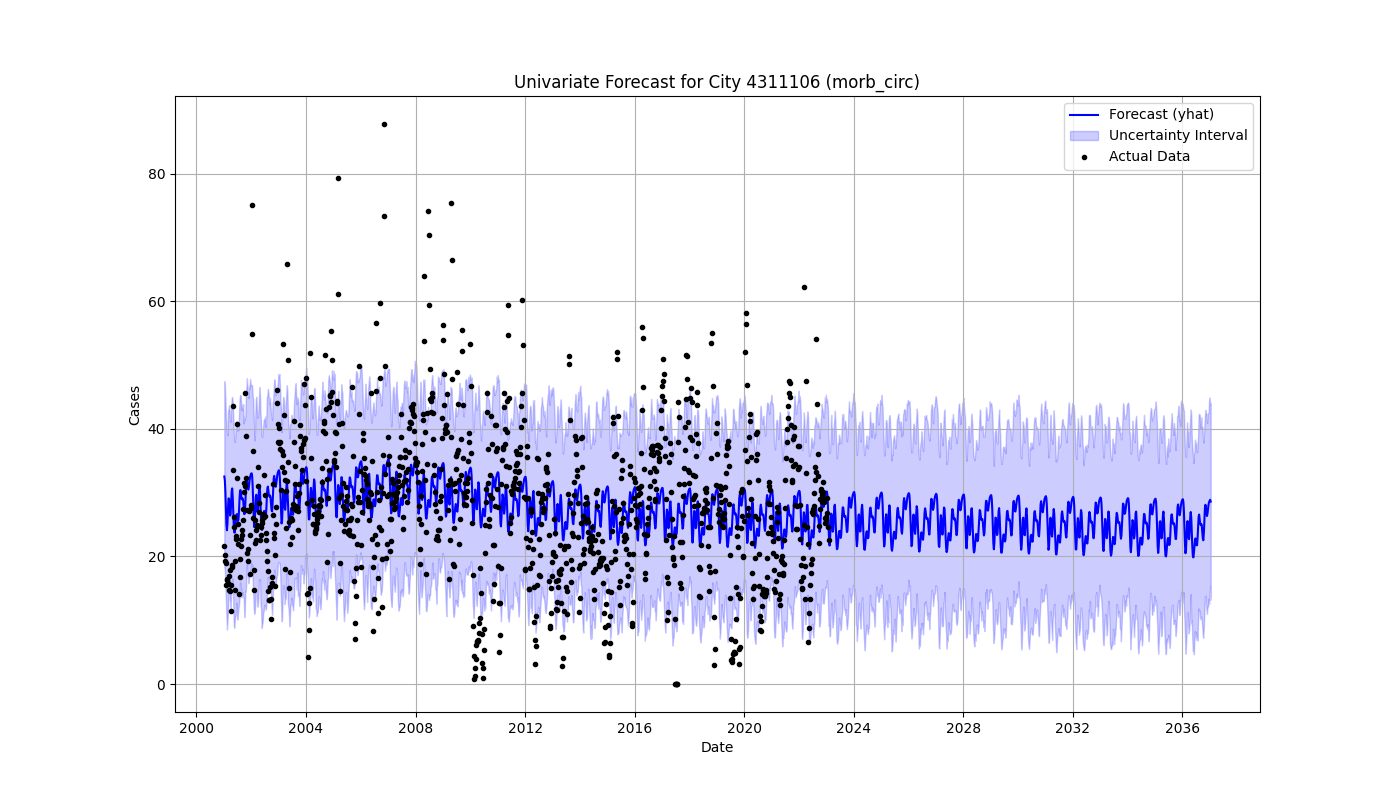 Univariate Forecast for City 4311106 (morb_circ)
Forecast (yhat)
Uncertainty Interval
Actual Data
Cases
80
60
40
20
0
2000 2004 2008 2012 2016 2020 2024 2028 2032 2036
Date